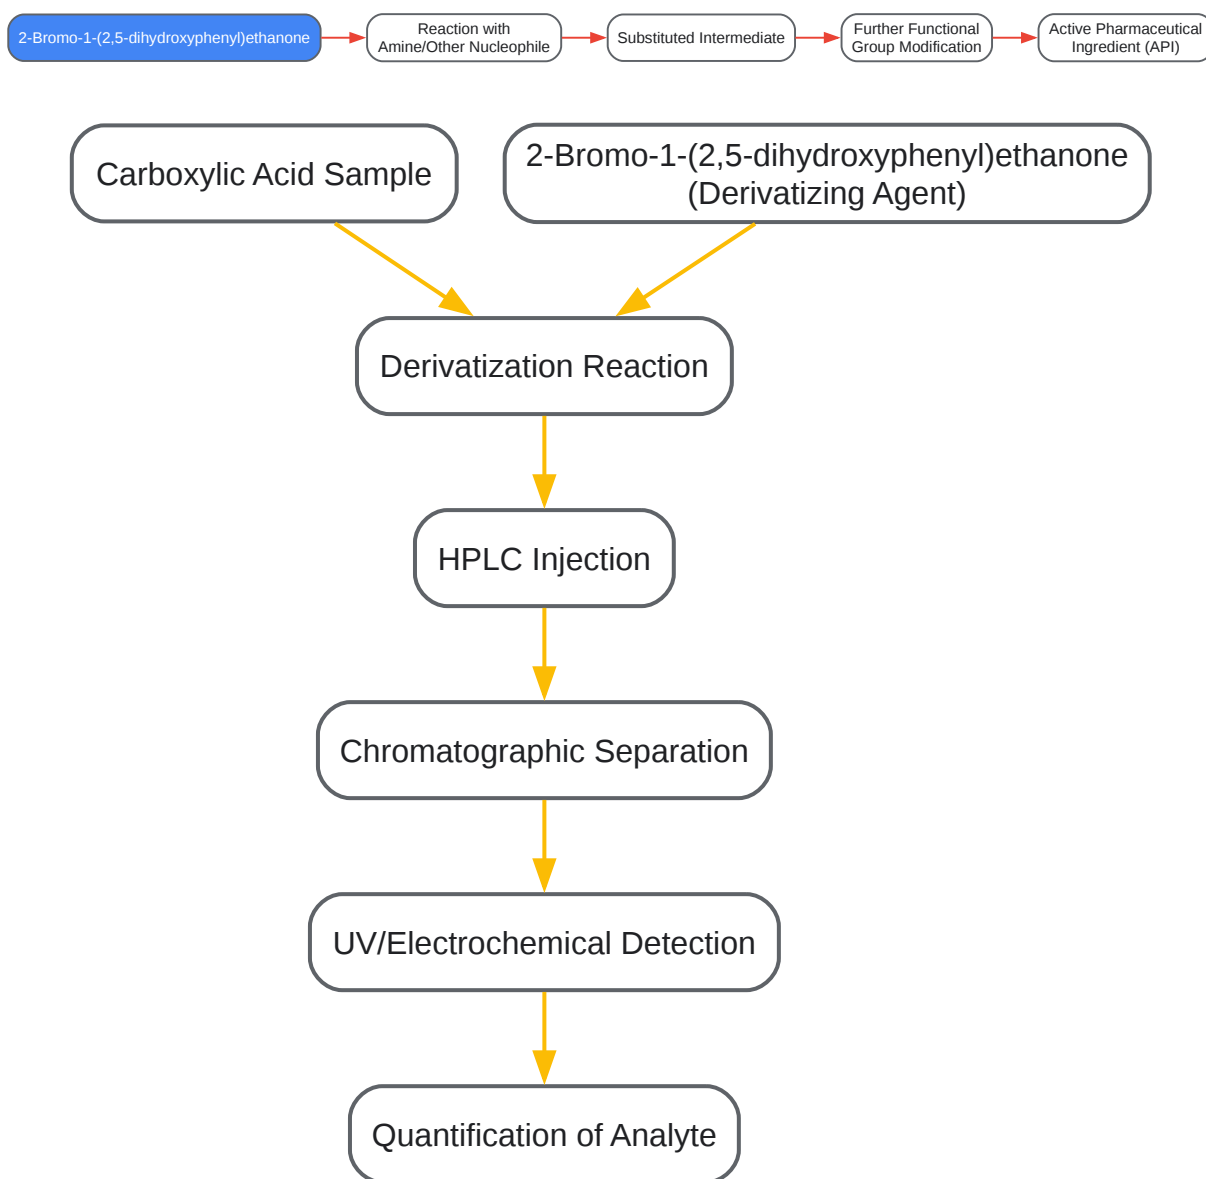 2-Bromo-1-(2,5-dihydroxyphenyl)ethanone
Reaction with
Amine/Other Nucleophile
Substituted Intermediate
Further Functional
Group Modification
Active Pharmaceutical
Ingredient (API)
Carboxylic Acid Sample
2-Bromo-1-(2,5-dihydroxyphenyl)ethanone
(Derivatizing Agent)
Derivatization Reaction
HPLC Injection
Chromatographic Separation
UV/Electrochemical Detection
Quantification of Analyte